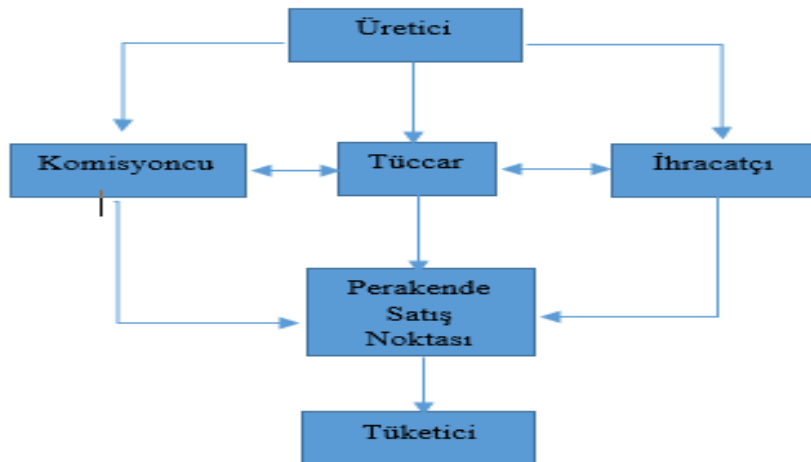 Üretici
Komisyoncu
Tüccar
İhracatçı
Perakende
Satış
Noktası
Tüketici